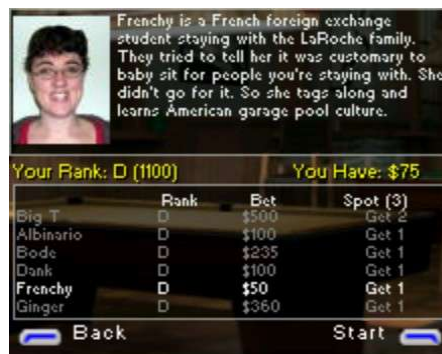 Frenchy is a French foreign exchange
student staying with the LaRoche family.
They tried to tell her it was customary to
baby sit for people you're staying with. She
didn't go for it. So she tags along and
learns American garage pool culture.
Your Rank: D (1100) You Have: $75
Rank Bet Spot (3)
Big T D $500 Get 2
Albinario D $100 Get 1
Bode D $235 Get 1
Dank D $100 Get 1
Frenchy D $50 Get 1
Ginger D $360 Get 1
Back Start